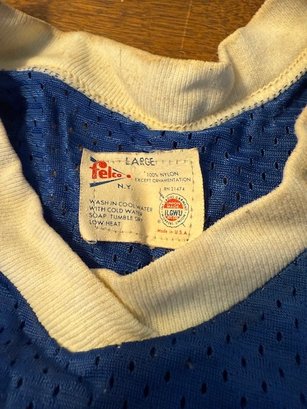 LARGE
felco
N.Y.
100% NYLON
EXCEPT ORNAMENTATION
RN 21474
WASH IN COOL WATER
WITH COLD WATER
SOAP TUMBLE DRY
LOW HEAT
MADE
ILGWU
Made in U.S.A.